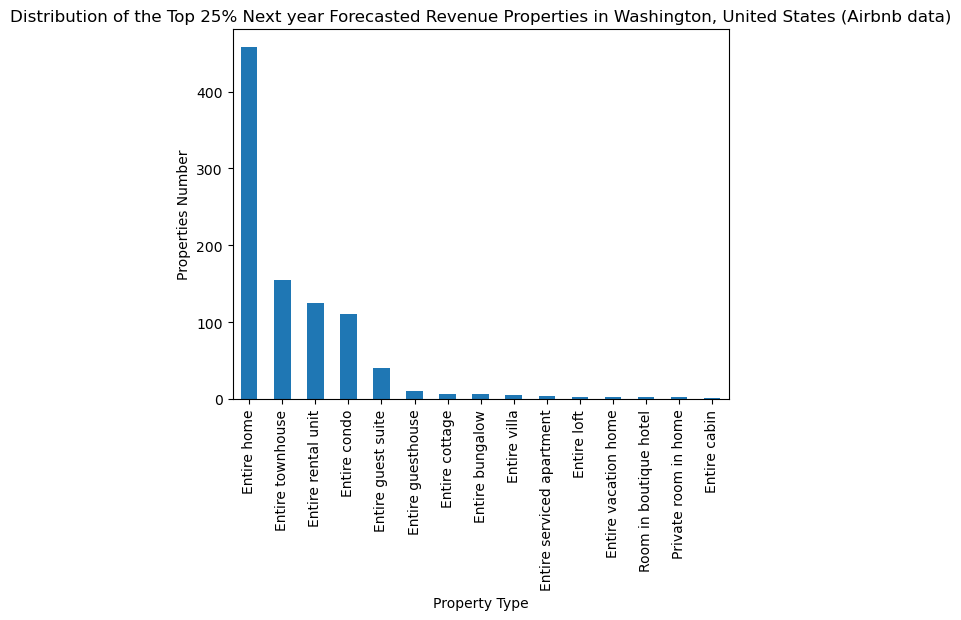 Distribution of the Top 25% Next year Forecasted Revenue Properties in Washington, United States (Airbnb data)
Properties Number
400
300
200
100
0
Entire home
Entire townhouse
Entire rental unit
Entire condo
Entire guest suite
Entire guesthouse
Entire cottage
Entire bungalow
Entire villa
Entire serviced apartment
Entire loft
Entire vacation home
Room in boutique hotel
Private room in home
Entire cabin
Property Type